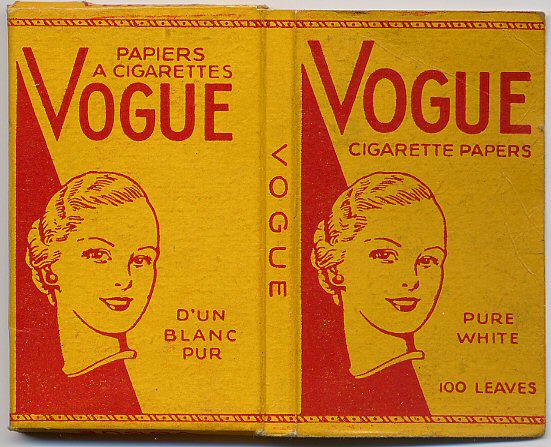 PAPIERS
A CIGARETTES
VOGUE
D'UN
BLANC
PUR
VOGUE
VOGUE
CIGARETTE PAPERS
PURE
WHITE
100 LEAVES